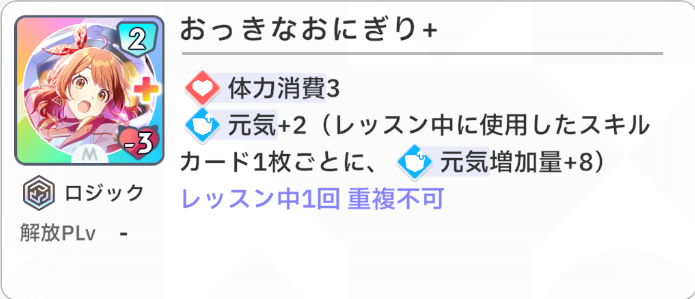 おっきなおにぎり+
2
+
-3
M
体力消費3
元気+2（レッスン中に使用したスキル
カード1枚ごとに、元気増加量+8）
レッスン中1回 重複不可
ロジック
解放PLv -